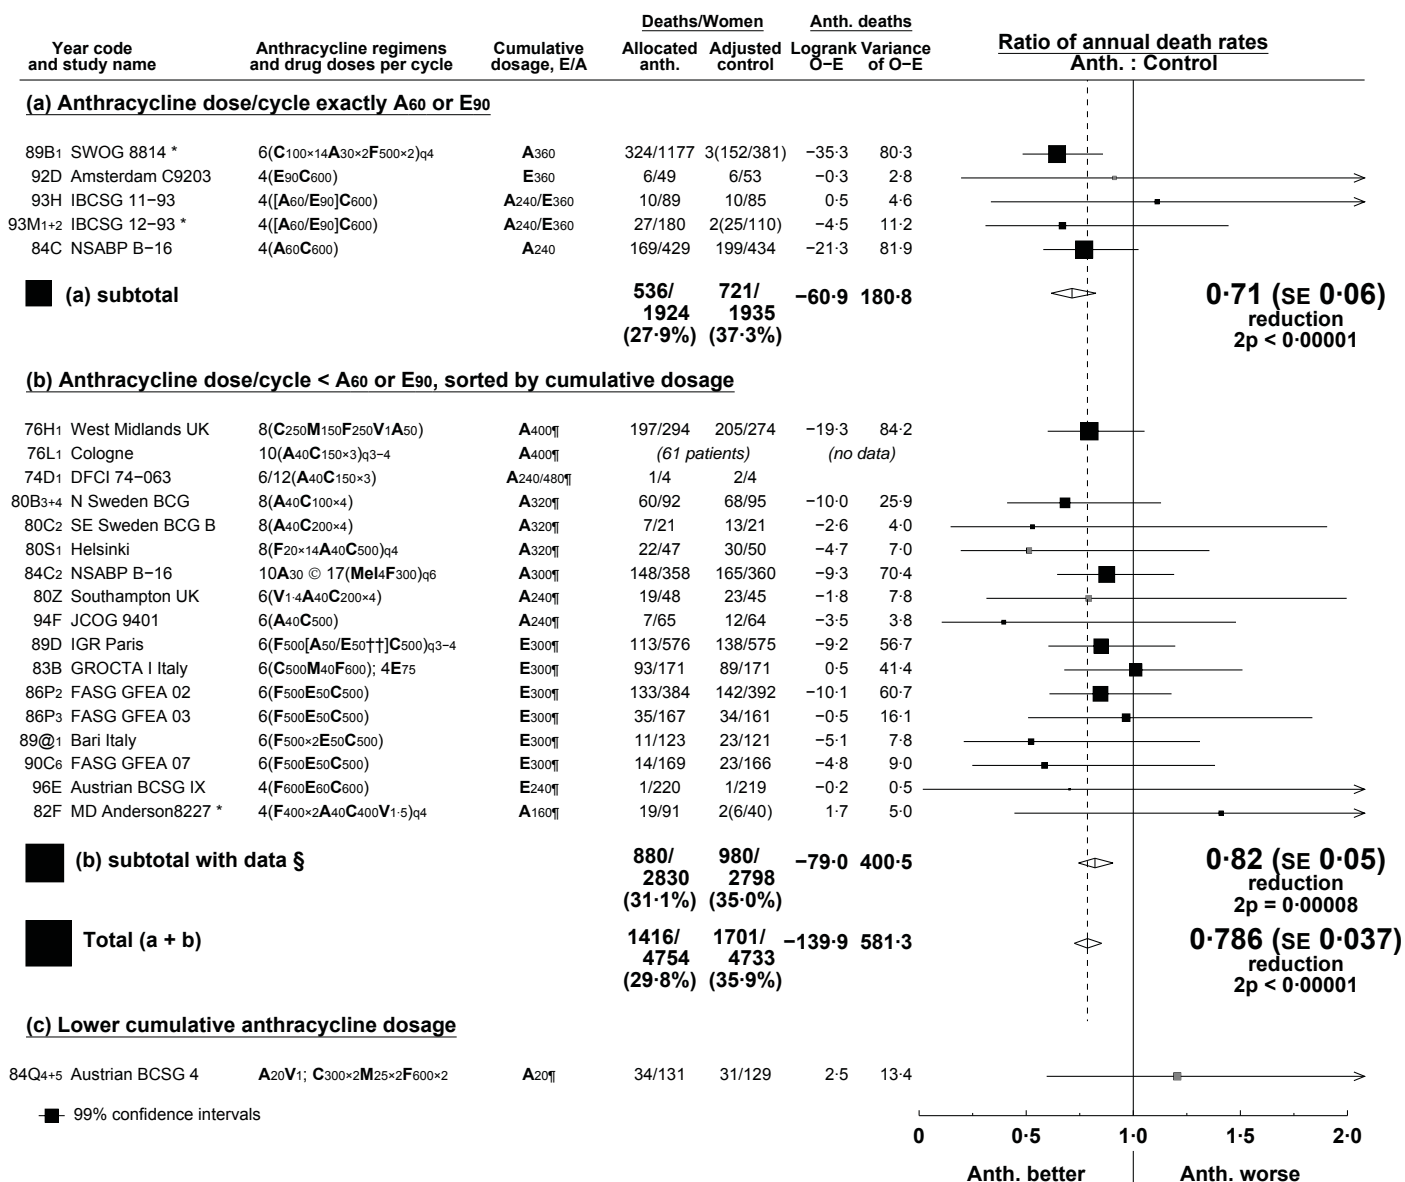 Deaths/Women Anth. deaths
Year code Anthracycline regimens Cumulative Allocated Adjusted Logrank Variance Ratio of annual death rates
and study name and drug doses per cycle dosage, E/A anth. control O−E of O−E Anth. : Control
(a) Anthracycline dose/cycle exactly A60 or E90
89B1 SWOG 8814 * 6(C100×14A30×2F500×2)q4 A360 324/1177 3(152/381) −35·3 80·3
92D Amsterdam C9203 4(E90C600) E360 6/49 6/53 −0·3 2·8
93H IBCSG 11−93 4([A60/E90]C600) A240/E360 10/89 10/85 0·5 4·6
93M1+2 IBCSG 12−93 * 4([A60/E90]C600) A240/E360 27/180 2(25/110) −4·5 11·2
84C NSABP B−16 4(A60C600) A240 169/429 199/434 −21·3 81·9
(a) subtotal 536/ 721/ −60·9 180·8 0·71 (SE 0·06)
1924 1935 reduction
(27·9%) (37·3%) 2p < 0·00001
(b) Anthracycline dose/cycle < A60 or E90, sorted by cumulative dosage
76H1 West Midlands UK 8(C250M150F250V1A50) A400¶ 197/294 205/274 −19·3 84·2
76L1 Cologne 10(A40C150×3)q3−4 A400¶ (61 patients) (no data)
74D1 DFCI 74−063 6/12(A40C150×3) A240/480¶ 1/4 2/4
80B3+4 N Sweden BCG 8(A40C100×4) A320¶ 60/92 68/95 −10·0 25·9
80C2 SE Sweden BCG B 8(A40C200×4) A320¶ 7/21 13/21 −2·6 4·0
80S1 Helsinki 8(F20×14A40C500)q4 A320¶ 22/47 30/50 −4·7 7·0
84C2 NSABP B−16 10A30 © 17(Mel4F300)q6 A300¶ 148/358 165/360 −9·3 70·4
80Z Southampton UK 6(V1·4A40C200×4) A240¶ 19/48 23/45 −1·8 7·8
94F JCOG 9401 6(A40C500) A240¶ 7/65 12/64 −3·5 3·8
89D IGR Paris 6(F500[A50/E50††]C500)q3−4 E300¶ 113/576 138/575 −9·2 56·7
83B GROCTA I Italy 6(C500M40F600); 4E75 E300¶ 93/171 89/171 0·5 41·4
86P2 FASG GFEA 02 6(F500E50C500) E300¶ 133/384 142/392 −10·1 60·7
86P3 FASG GFEA 03 6(F500E50C500) E300¶ 35/167 34/161 −0·5 16·1
89@1 Bari Italy 6(F500×2E50C500) E300¶ 11/123 23/121 −5·1 7·8
90C6 FASG GFEA 07 6(F500E50C500) E300¶ 14/169 23/166 −4·8 9·0
96E Austrian BCSG IX 4(F600E60C600) E240¶ 1/220 1/219 −0·2 0·5
82F MD Anderson8227 * 4(F400×2A40C400V1·5)q4 A160¶ 19/91 2(6/40) 1·7 5·0
(b) subtotal with data § 880/ 980/ −79·0 400·5 0·82 (SE 0·05)
2830 2798 reduction
(31·1%) (35·0%) 2p = 0·00008
Total (a + b) 1416/ 1701/ −139·9 581·3 0·786 (SE 0·037)
4754 4733 reduction
(29·8%) (35·9%) 2p < 0·00001
(c) Lower cumulative anthracycline dosage
84Q4+5 Austrian BCSG 4 A20V1; C300×2M25×2F600×2 A20¶ 34/131 31/129 2·5 13·4
99% confidence intervals
0 0·5 1·0 1·5 2·0
Anth. better Anth. worse